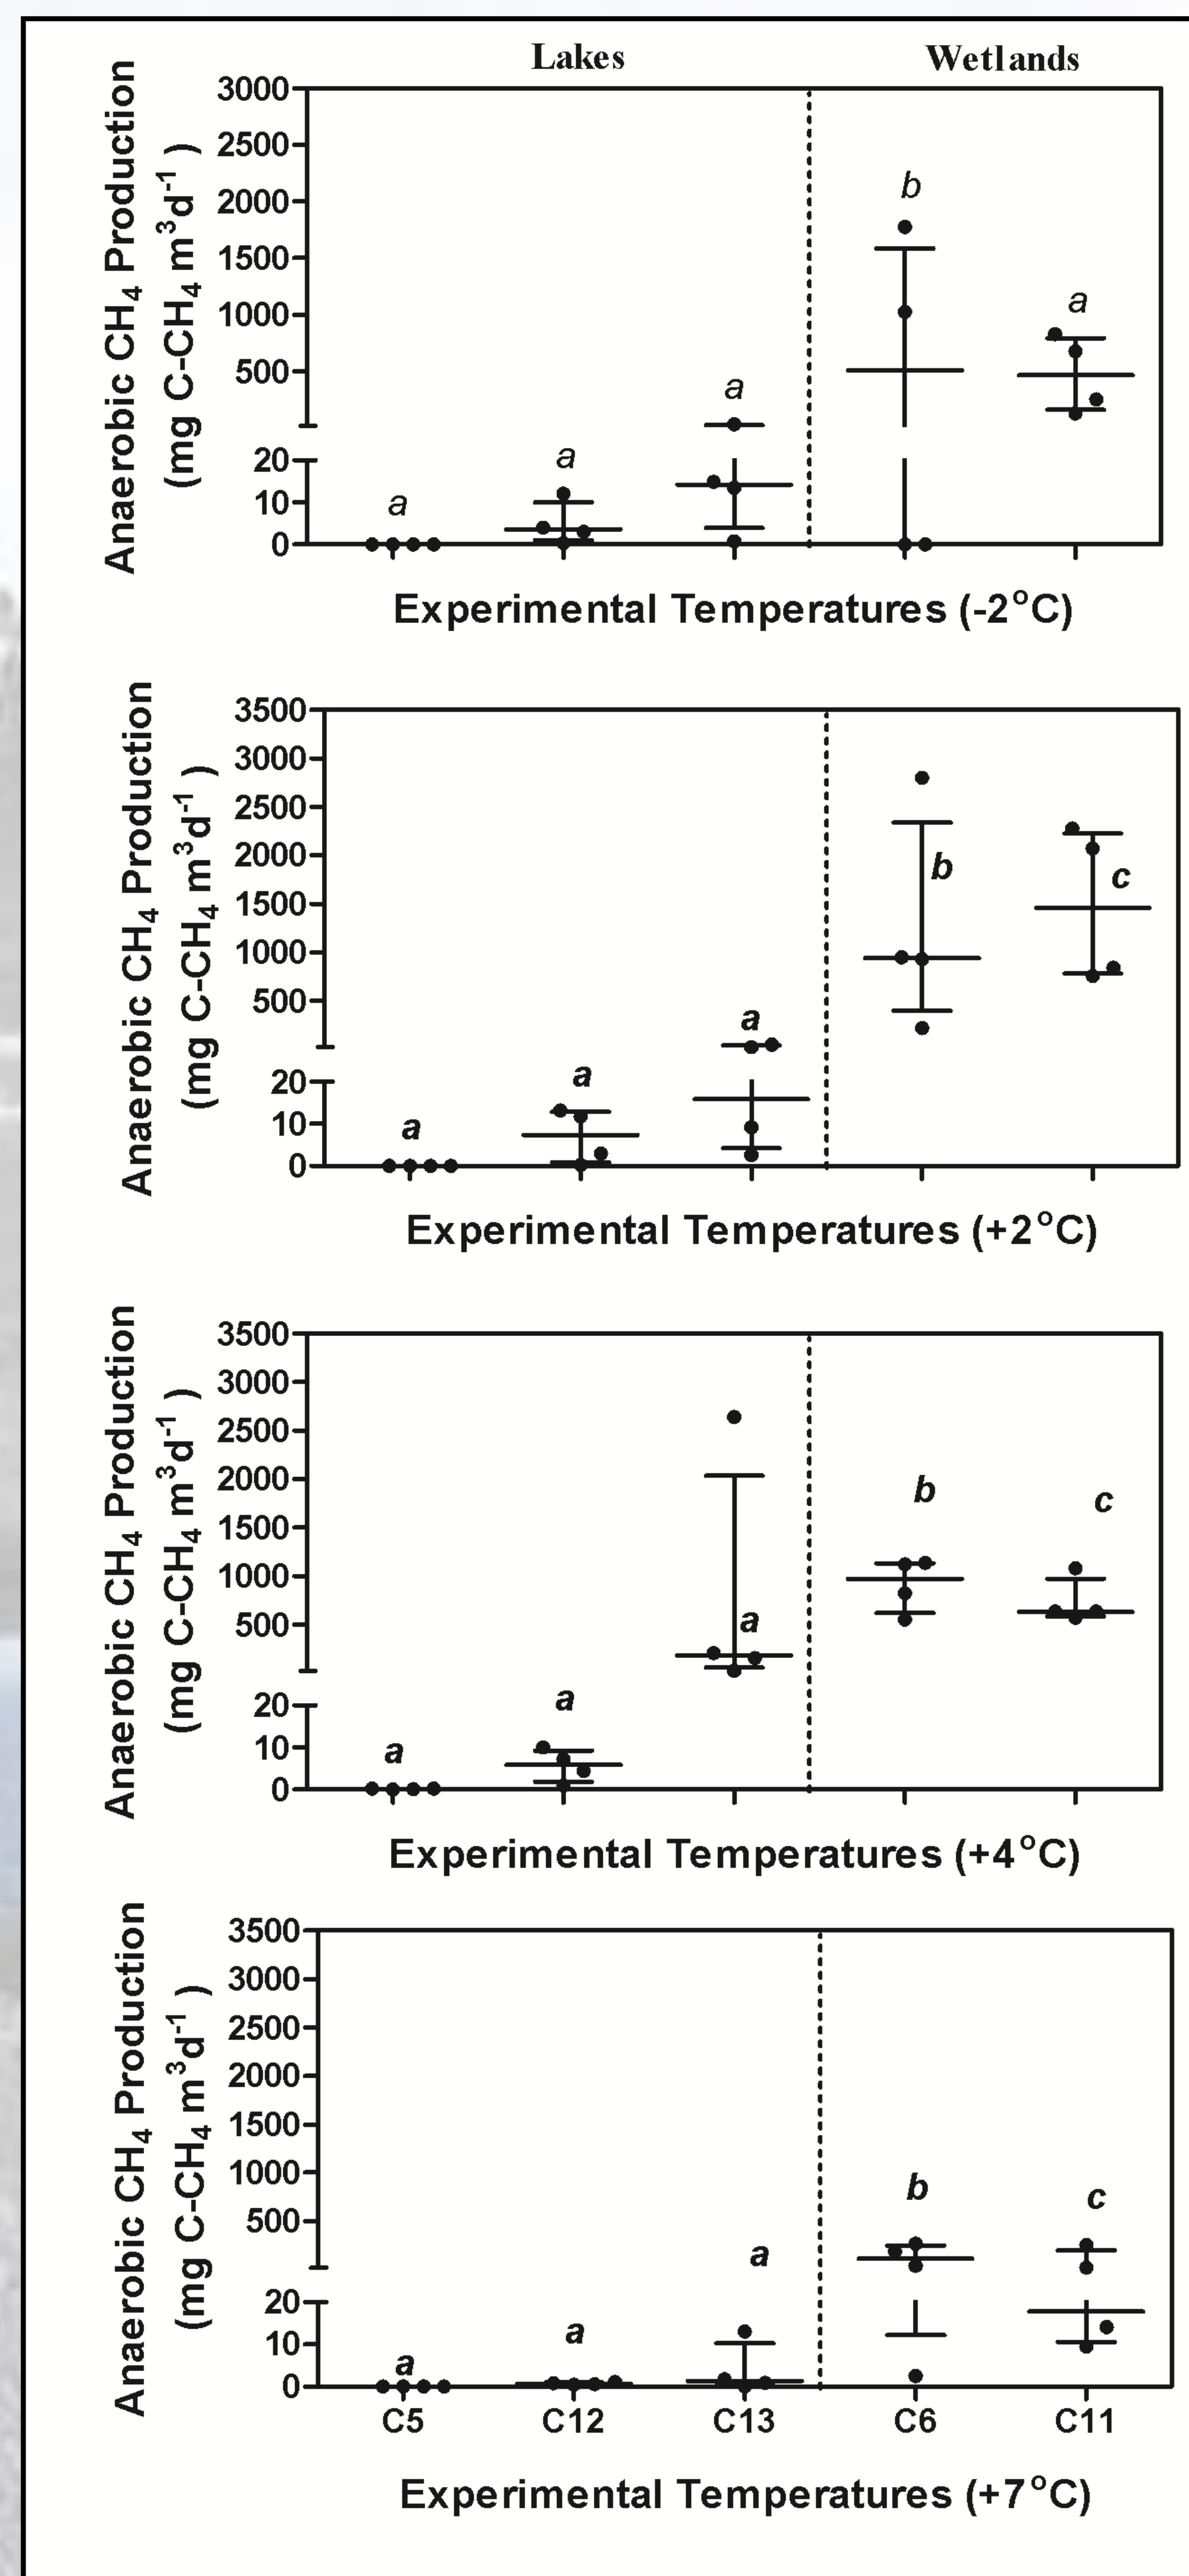 Lakes Wetlands
Anaerobic CH₄ Production
(mg C-CH₄ m³d⁻¹ )
3000
2500
2000
1500
1000
500
20
10
0
a a a b a
Experimental Temperatures (-2°C)
Anaerobic CH₄ Production
(mg C-CH₄ m³d⁻¹ )
3500
3000
2500
2000
1500
1000
500
20
10
0
a a a b c
Experimental Temperatures (+2°C)
Anaerobic CH₄ Production
(mg C-CH₄ m³d⁻¹ )
3500
3000
2500
2000
1500
1000
500
20
10
0
a a a b c
Experimental Temperatures (+4°C)
Anaerobic CH₄ Production
(mg C-CH₄ m³d⁻¹ )
3500
3000
2500
2000
1500
1000
500
20
10
0
a a a b c
C5 C12 C13 C6 C11
Experimental Temperatures (+7°C)